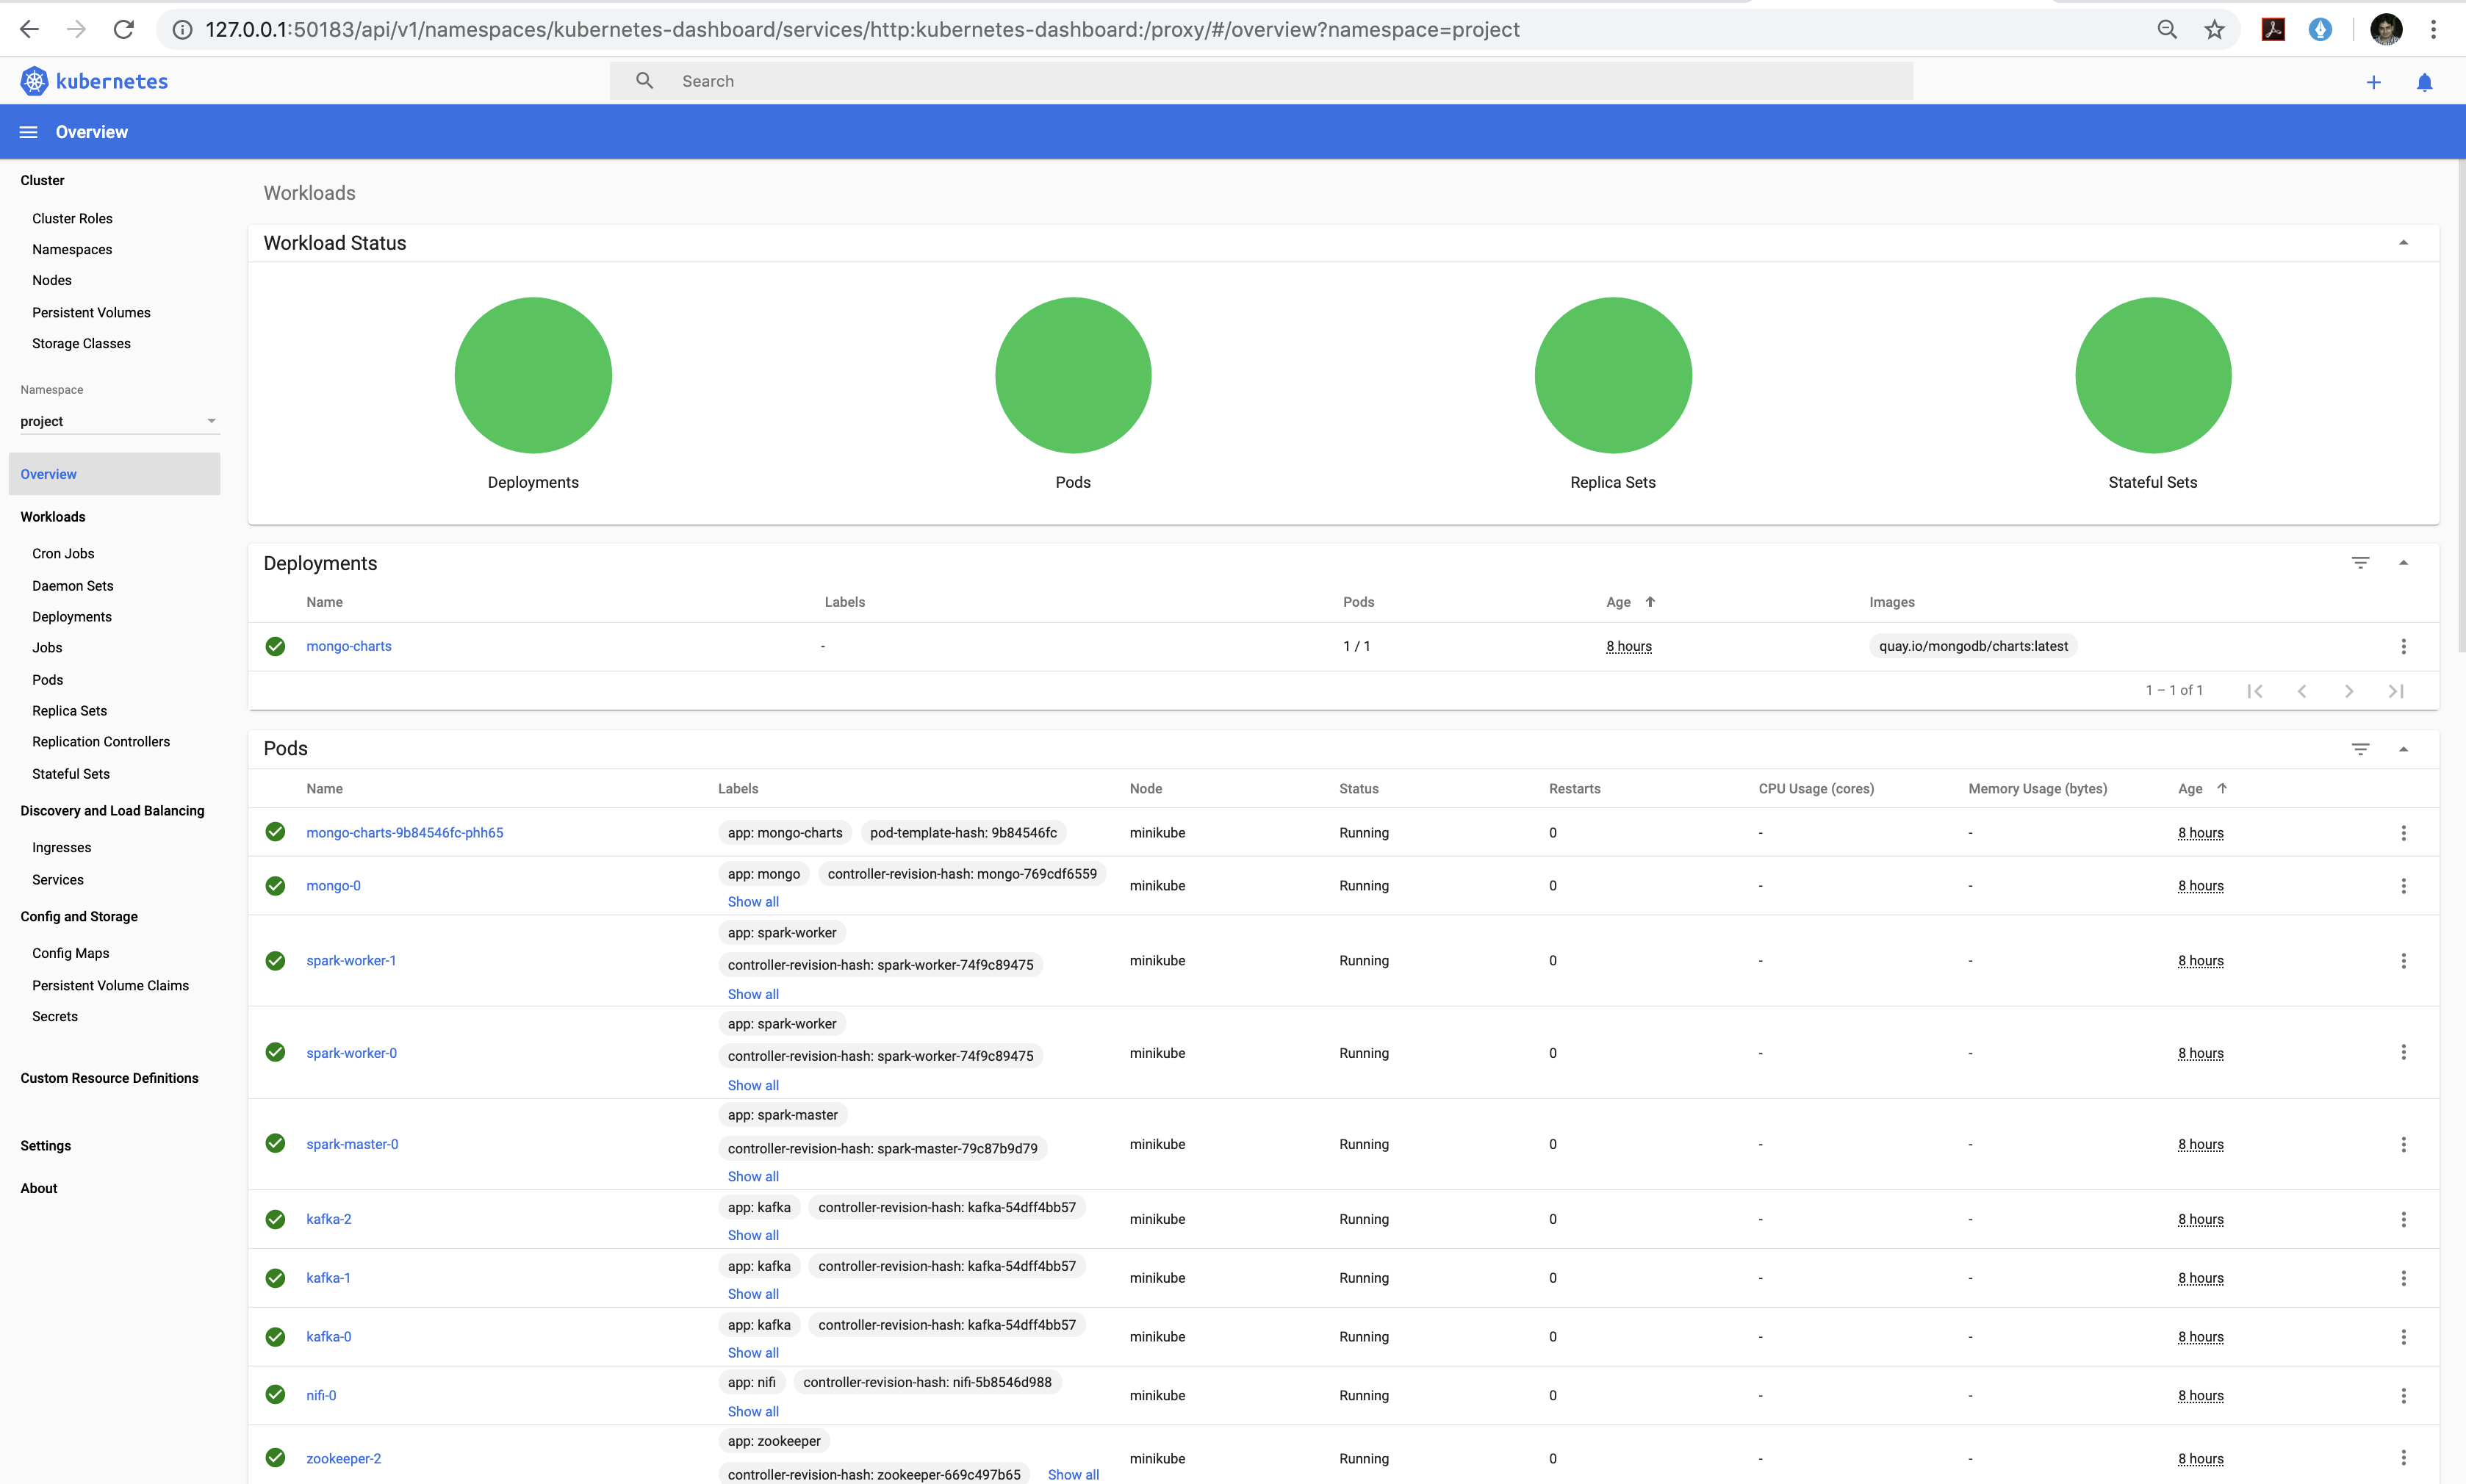 127.0.0.1:50183/api/v1/namespaces/kubernetes-dashboard/services/http:kubernetes-dashboard:/proxy/#/overview?namespace=project
kubernetes
Search
Overview
Cluster
Cluster Roles
Namespaces
Nodes
Persistent Volumes
Storage Classes
Namespace
project
Overview
Workloads
Cron Jobs
Daemon Sets
Deployments
Jobs
Pods
Replica Sets
Replication Controllers
Stateful Sets
Discovery and Load Balancing
Ingresses
Services
Config and Storage
Config Maps
Persistent Volume Claims
Secrets
Custom Resource Definitions
Settings
About
Workloads
Workload Status
Deployments Pods Replica Sets Stateful Sets
Deployments
Name Labels Pods Age Images
mongo-charts - 1 / 1 8 hours quay.io/mongodb/charts:latest
1 – 1 of 1
Pods
Name Labels Node Status Restarts CPU Usage (cores) Memory Usage (bytes) Age
mongo-charts-9b84546fc-phh65 app: mongo-charts pod-template-hash: 9b84546fc minikube Running 0 - - 8 hours
mongo-0 app: mongo controller-revision-hash: mongo-769cdf6559 minikube Running 0 - - 8 hours
Show all
app: spark-worker
spark-worker-1 controller-revision-hash: spark-worker-74f9c89475 minikube Running 0 - - 8 hours
Show all
app: spark-worker
spark-worker-0 controller-revision-hash: spark-worker-74f9c89475 minikube Running 0 - - 8 hours
Show all
app: spark-master
spark-master-0 controller-revision-hash: spark-master-79c87b9d79 minikube Running 0 - - 8 hours
Show all
kafka-2 app: kafka controller-revision-hash: kafka-54dff4bb57 minikube Running 0 - - 8 hours
Show all
kafka-1 app: kafka controller-revision-hash: kafka-54dff4bb57 minikube Running 0 - - 8 hours
Show all
kafka-0 app: kafka controller-revision-hash: kafka-54dff4bb57 minikube Running 0 - - 8 hours
Show all
nifi-0 app: nifi controller-revision-hash: nifi-5b8546d988 minikube Running 0 - - 8 hours
Show all
app: zookeeper
zookeeper-2 minikube Running 0 - - 8 hours
controller-revision-hash: zookeeper-669c497b65 Show all